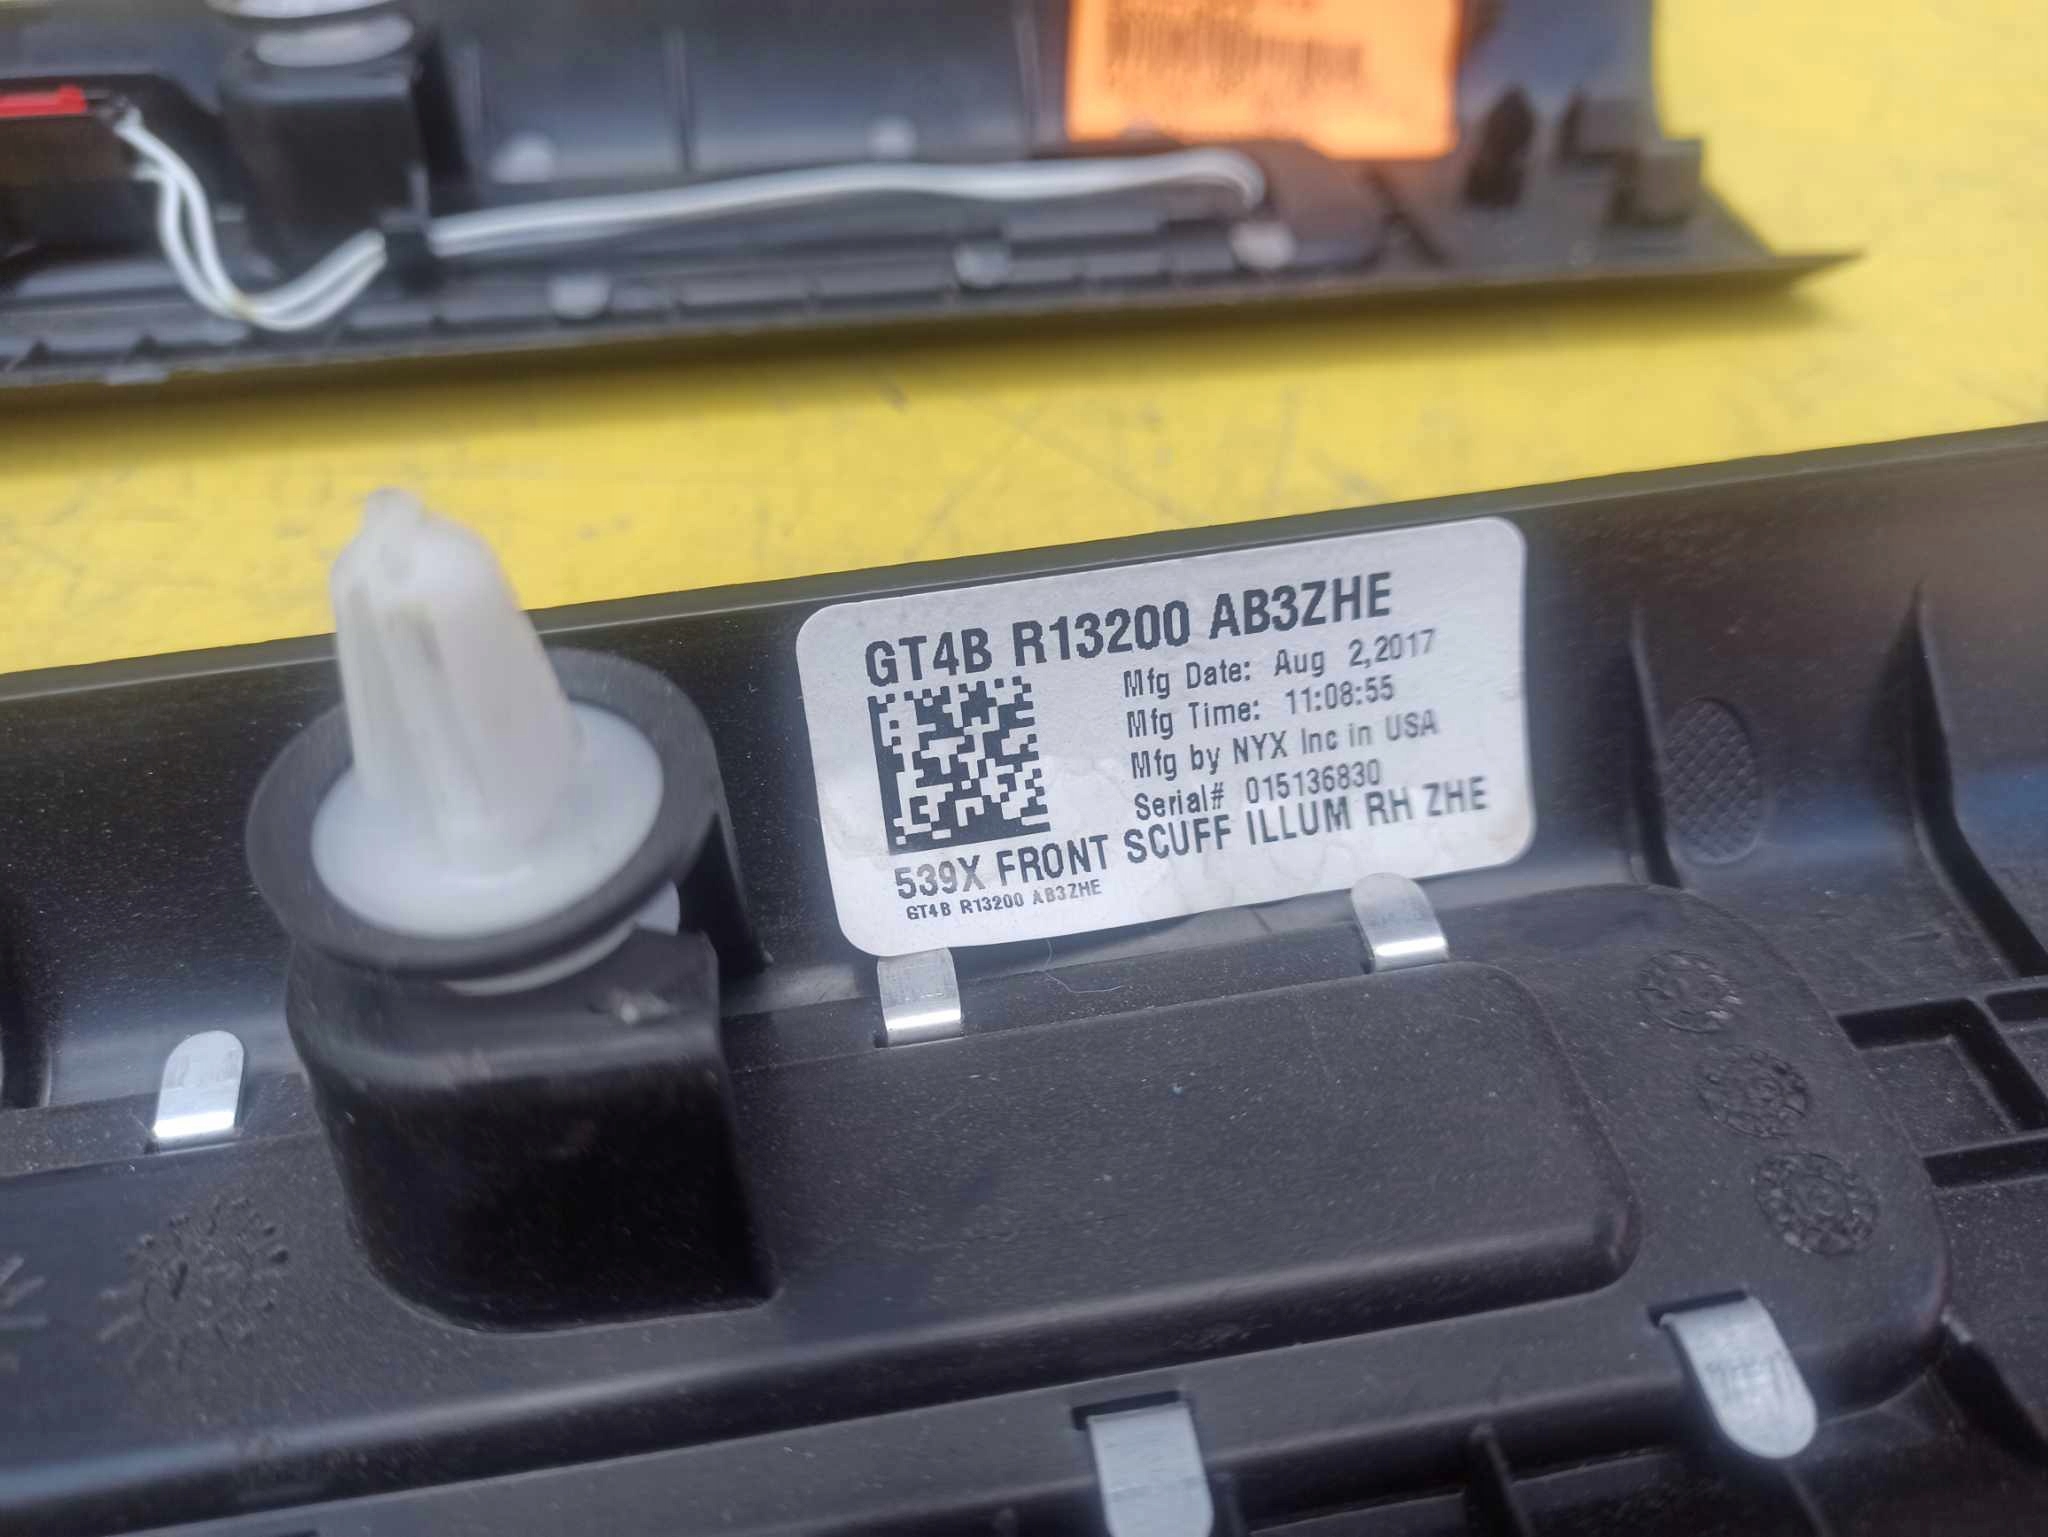 GT4B R13200 AB3ZHE
Mfg Date: Aug 2,2017
Mfg Time: 11:08:55
Mfg by NYX Inc in USA
Serial# 015136830
539X FRONT SCUFF ILLUM RH ZHE
GT4B R13200 AB3ZHE